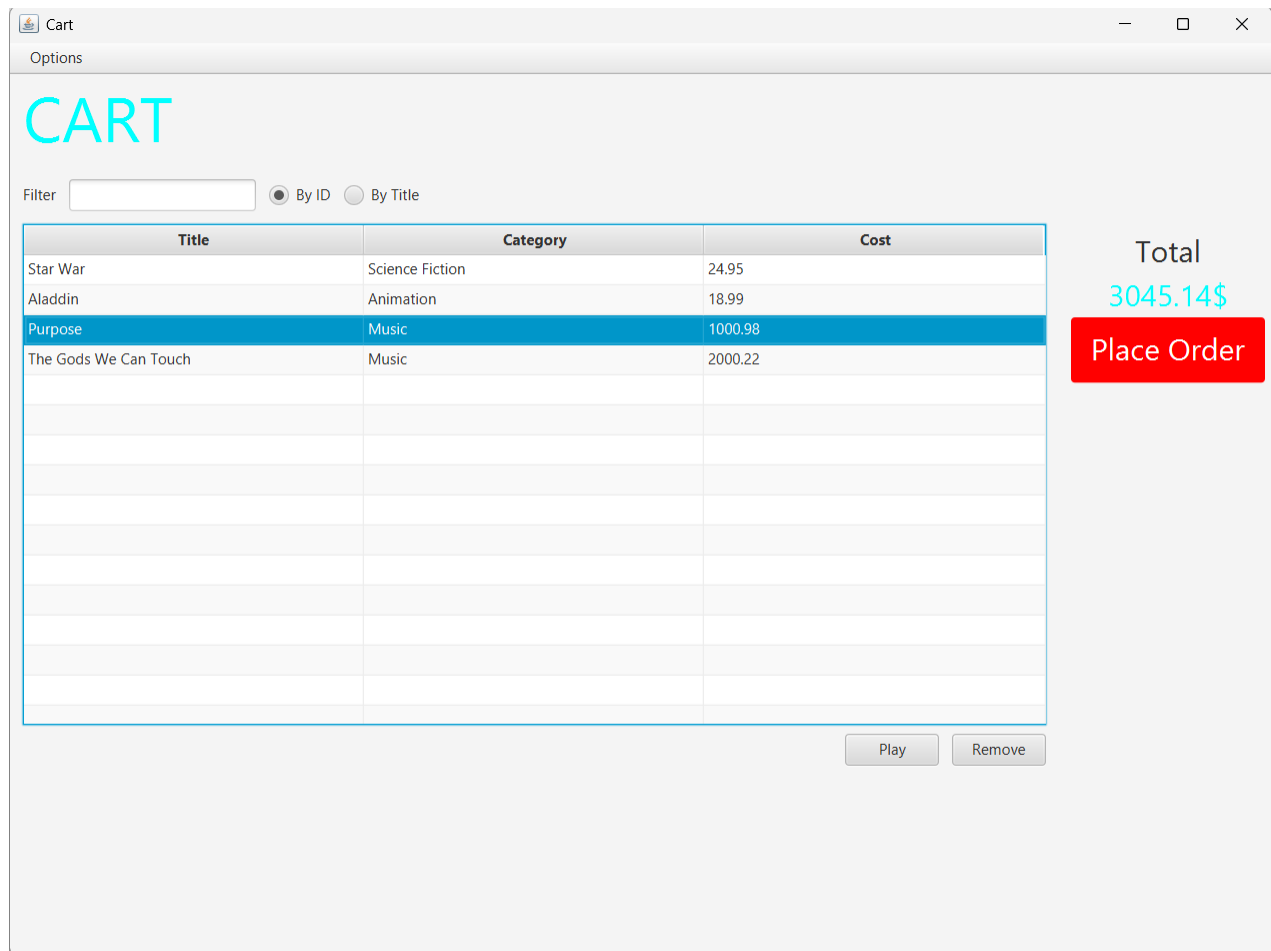 Cart
Options
CART
Filter By ID By Title
Title Category Cost
Star War Science Fiction 24.95
Aladdin Animation 18.99
Purpose Music 1000.98
The Gods We Can Touch Music 2000.22
Total
3045.14$
Place Order
Play Remove